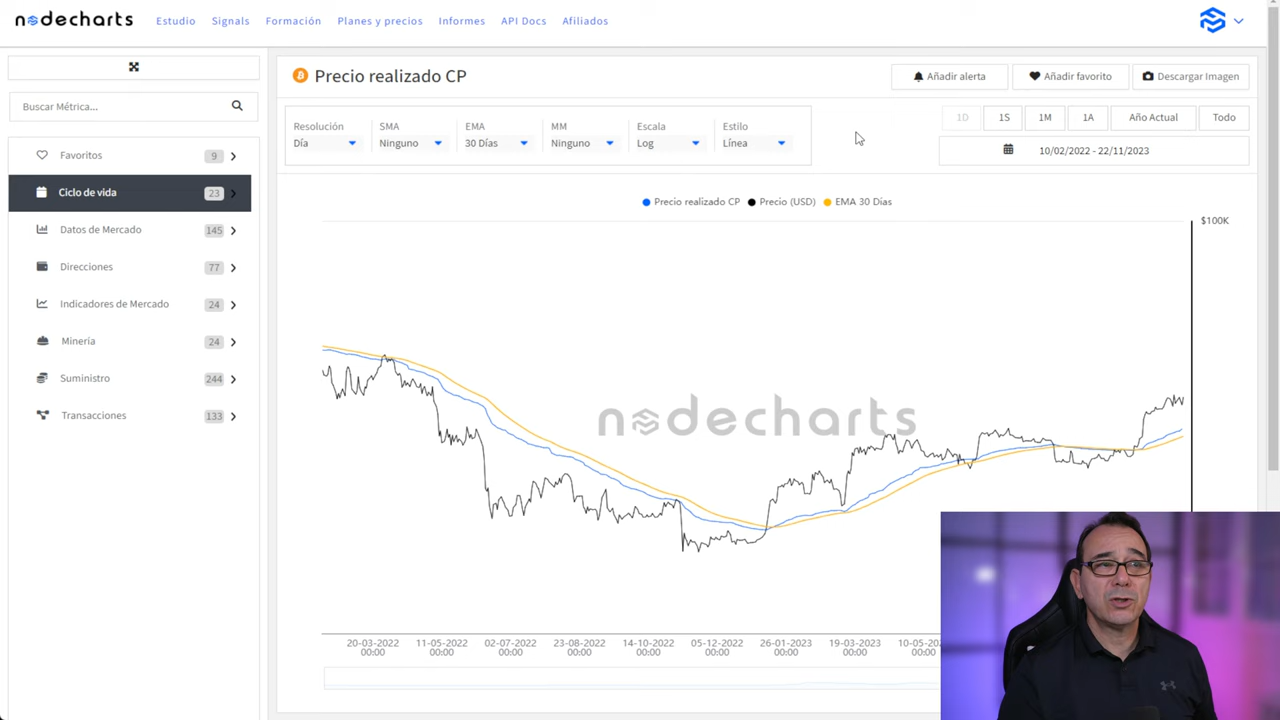 nodecharts
Estudio
Signals
Formación
Planes y precios
Informes
API Docs
Afiliados
Buscar Métrica...
Favoritos 9
Ciclo de vida 23
Datos de Mercado 145
Direcciones 77
Indicadores de Mercado 24
Minería 24
Suministro 244
Transacciones 133
Precio realizado CP
Añadir alerta
Añadir favorito
Descargar Imagen
Resolución
Día
SMA
Ninguno
EMA
30 Días
MM
Ninguno
Escala
Log
Estilo
Línea
1D
1S
1M
1A
Año Actual
Todo
10/02/2022 - 22/11/2023
Precio realizado CP
Precio (USD)
EMA 30 Días
$100K
nodecharts
20-03-2022
00:00
11-05-2022
00:00
02-07-2022
00:00
23-08-2022
00:00
14-10-2022
00:00
05-12-2022
00:00
26-01-2023
00:00
19-03-2023
00:00
10-05-202
00:00